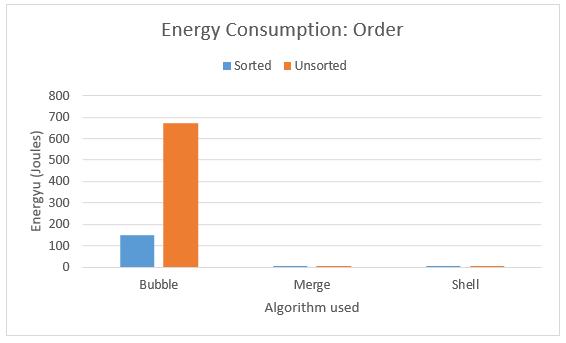 Energy Consumption: Order
Sorted Unsorted
800
700
600
500
400
300
200
100
0
Energyu (Joules)
Bubble Merge Shell
Algorithm used